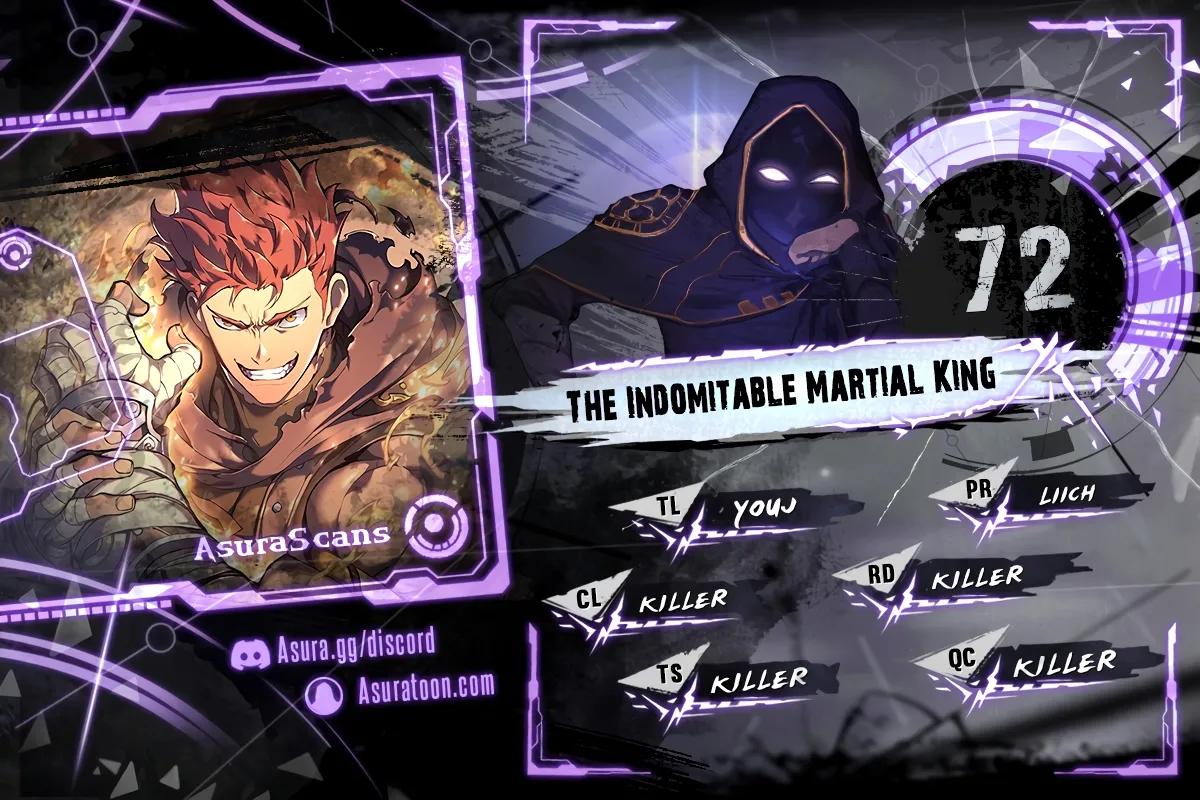 72
THE INDOMITABLE MARTIAL KING
TL YOUJ
PR LIICH
CL KILLER
RD KILLER
TS KILLER
QC KILLER
AsuraScans
Asura.gg/discord
Asuratoon.com